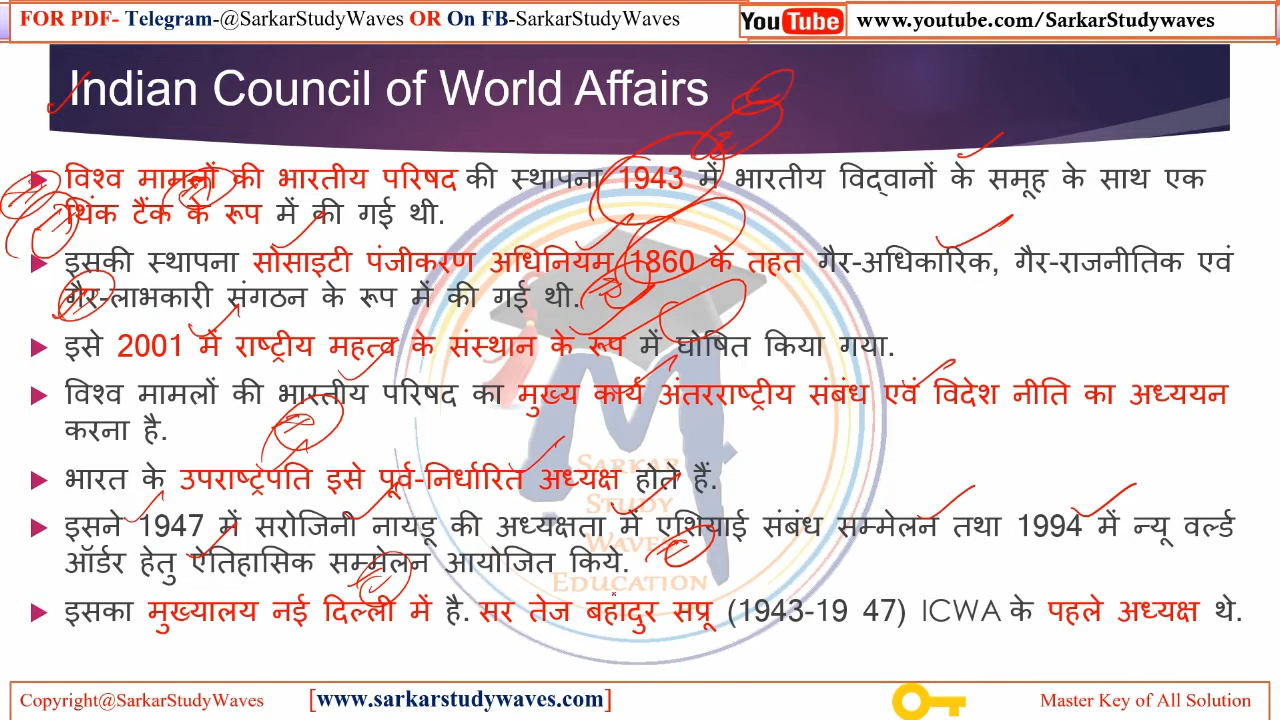 FOR PDF- Telegram-@SarkarStudyWaves OR On FB-SarkarStudyWaves
YouTube www.youtube.com/SarkarStudywaves
Indian Council of World Affairs
विश्व मामलों की भारतीय परिषद की स्थापना 1943 में भारतीय विद्वानों के समूह के साथ एक
थिंक टैंक के रूप में की गई थी.
इसकी स्थापना सोसाइटी पंजीकरण अधिनियम 1860 के तहत गैर-अधिकारिक, गैर-राजनीतिक एवं
गैर-लाभकारी संगठन के रूप में की गई थी.
इसे 2001 में राष्ट्रीय महत्व के संस्थान के रूप में घोषित किया गया.
विश्व मामलों की भारतीय परिषद का मुख्य कार्य अंतरराष्ट्रीय संबंध एवं विदेश नीति का अध्ययन
करना है.
भारत के उपराष्ट्रपति इसे पूर्व-निर्धारित अध्यक्ष होते हैं.
इसने 1947 में सरोजिनी नायडू की अध्यक्षता में एशियाई संबंध सम्मेलन तथा 1994 में न्यू वर्ल्ड
ऑर्डर हेतु ऐतिहासिक सम्मेलन आयोजित किये.
इसका मुख्यालय नई दिल्ली में है. सर तेज बहादुर सप्रू (1943-19 47) ICWA के पहले अध्यक्ष थे.
Sarkar
Study
Waves
Education
Copyright@SarkarStudyWaves
[www.sarkarstudywaves.com]
Master Key of All Solution